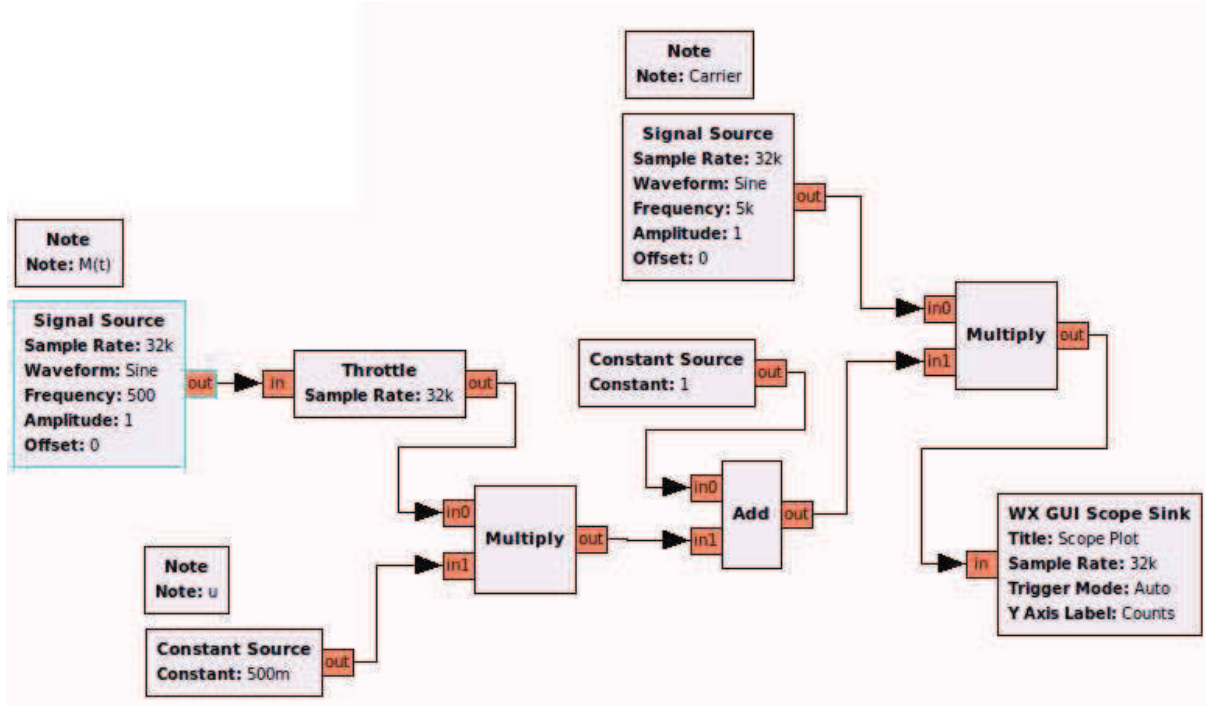 Note
Note: Carrier
Signal Source
Sample Rate: 32k
Waveform: Sine
Frequency: 5k
Amplitude: 1
Offset: 0
out
Note
Note: M(t)
Signal Source
Sample Rate: 32k
Waveform: Sine
Frequency: 500
Amplitude: 1
Offset: 0
out
in
Throttle
Sample Rate: 32k
out
Constant Source
Constant: 1
out
in0
in1
Multiply
out
Note
Note: u
Constant Source
Constant: 500m
out
in0
in1
Multiply
out
in0
in1
Add
out
in
WX GUI Scope Sink
Title: Scope Plot
Sample Rate: 32k
Trigger Mode: Auto
Y Axis Label: Counts